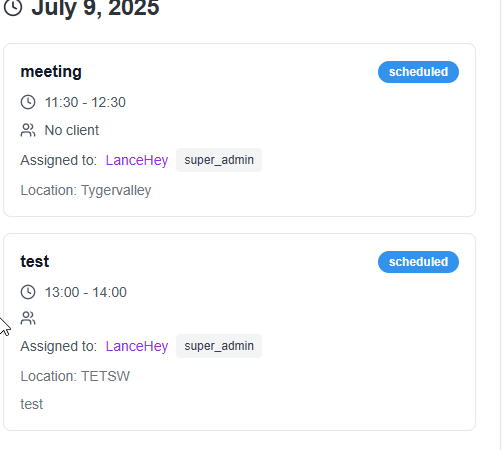 July 9, 2025
meeting
scheduled
11:30 - 12:30
No client
Assigned to: LanceHey super_admin
Location: Tygervalley
test
scheduled
13:00 - 14:00
Assigned to: LanceHey super_admin
Location: TETSW
test